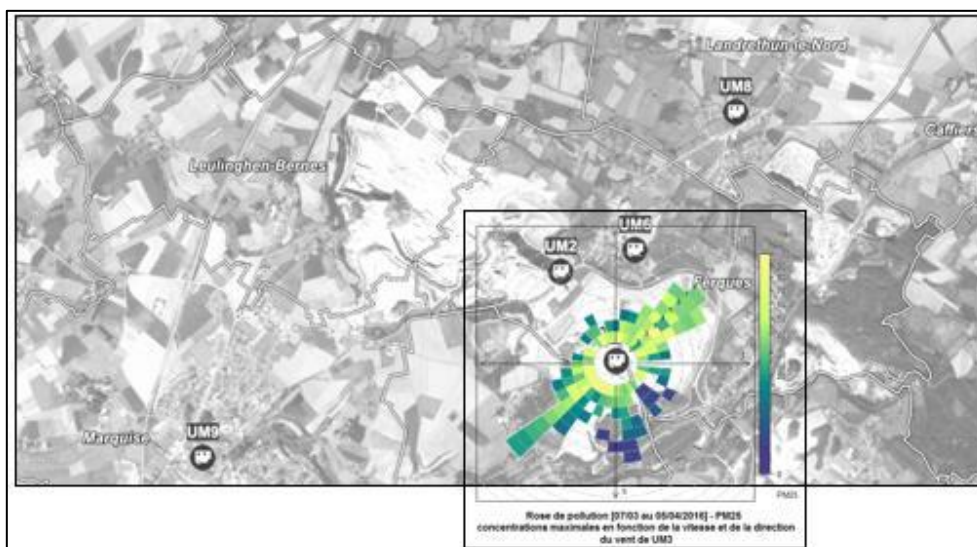 Landrethun-le-Nord
UM8
Caffiers
Leulinghen-Bernes
UM6
UM2
Ferques
Marquise
UM9
PM25
Rose de pollution [07/03 au 05/04/2016] - PM25
concentrations maximales en fonction de la vitesse et de la direction
du vent de UM3